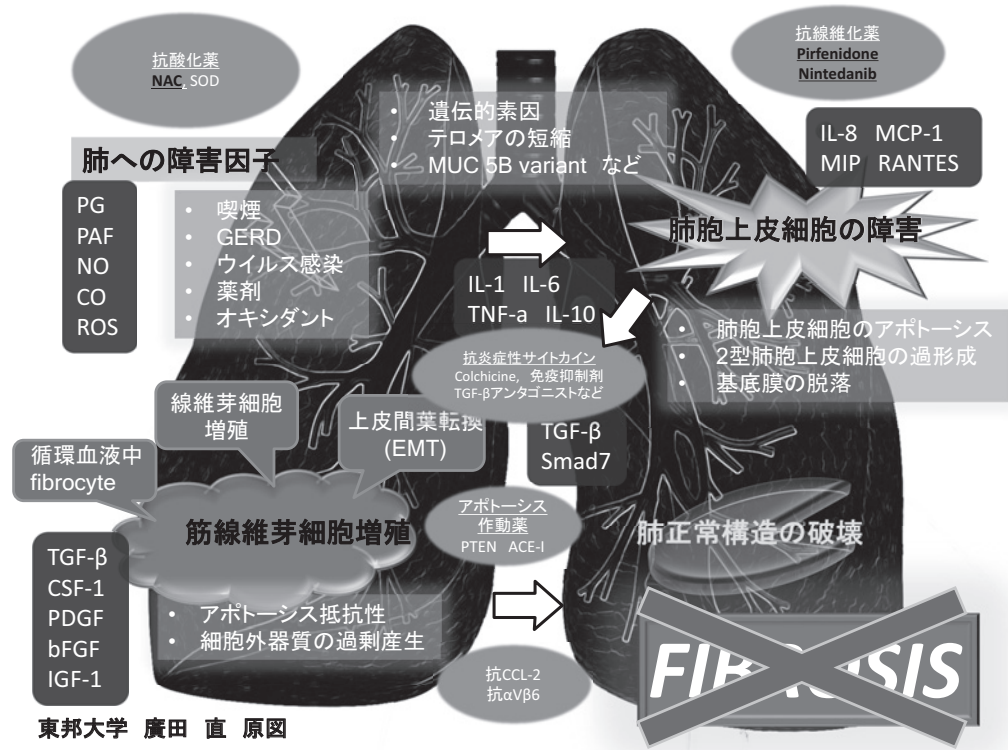 抗酸化薬
NAC, SOD
抗線維化薬
Pirfenidone
Nintedanib
• 遺伝的素因
• テロメアの短縮
• MUC 5B variant など
IL-8 MCP-1
MIP RANTES
肺への障害因子
PG
PAF
NO
CO
ROS
• 喫煙
• GERD
• ウイルス感染
• 薬剤
• オキシダント
肺胞上皮細胞の障害
IL-1 IL-6
TNF-a IL-10
• 肺胞上皮細胞のアポトーシス
• 2型肺胞上皮細胞の過形成
• 基底膜の脱落
抗炎症性サイトカイン
Colchicine, 免疫抑制剤
TGF-βアンタゴニストなど
線維芽細胞
増殖
上皮間葉転換
(EMT)
TGF-β
Smad7
循環血液中
fibrocyte
筋線維芽細胞増殖
アポトーシス
作動薬
PTEN ACE-I
肺正常構造の破壊
TGF-β
CSF-1
PDGF
bFGF
IGF-1
• アポトーシス抵抗性
• 細胞外器質の過剰産生
抗CCL-2
抗αVβ6
FIBROSIS
東邦大学 廣田 直 原図